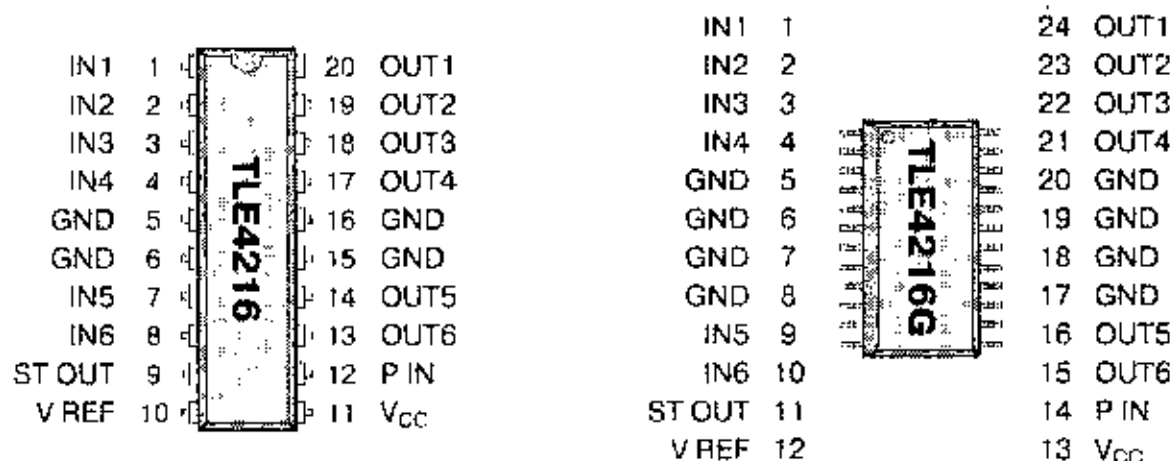 IN1 1 20 OUT1
IN2 2 19 OUT2
IN3 3 18 OUT3
IN4 4 17 OUT4
GND 5 16 GND
GND 6 15 GND
IN5 7 14 OUT5
IN6 8 13 OUT6
ST OUT 9 12 P IN
V REF 10 11 VCC
TLE4216
IN1 1 24 OUT1
IN2 2 23 OUT2
IN3 3 22 OUT3
IN4 4 21 OUT4
GND 5 20 GND
GND 6 19 GND
GND 7 18 GND
GND 8 17 GND
IN5 9 16 OUT5
IN6 10 15 OUT6
ST OUT 11 14 P IN
V REF 12 13 VCC
TLE4216G